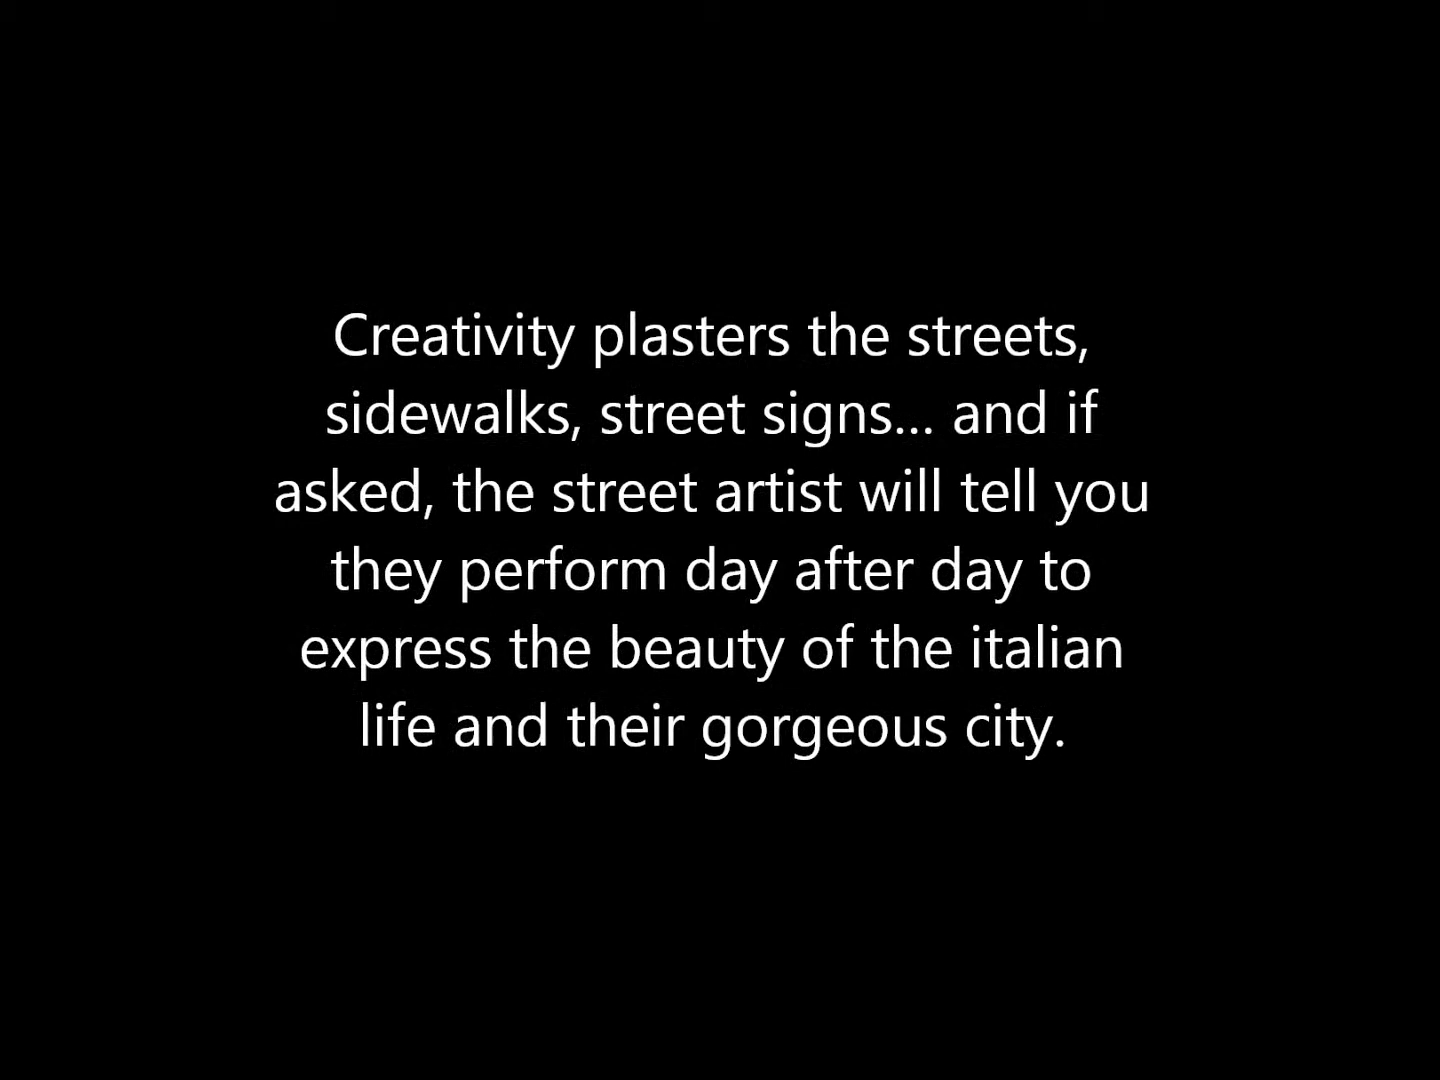 Creativity plasters the streets,
sidewalks, street signs... and if
asked, the street artist will tell you
they perform day after day to
express the beauty of the italian
life and their gorgeous city.